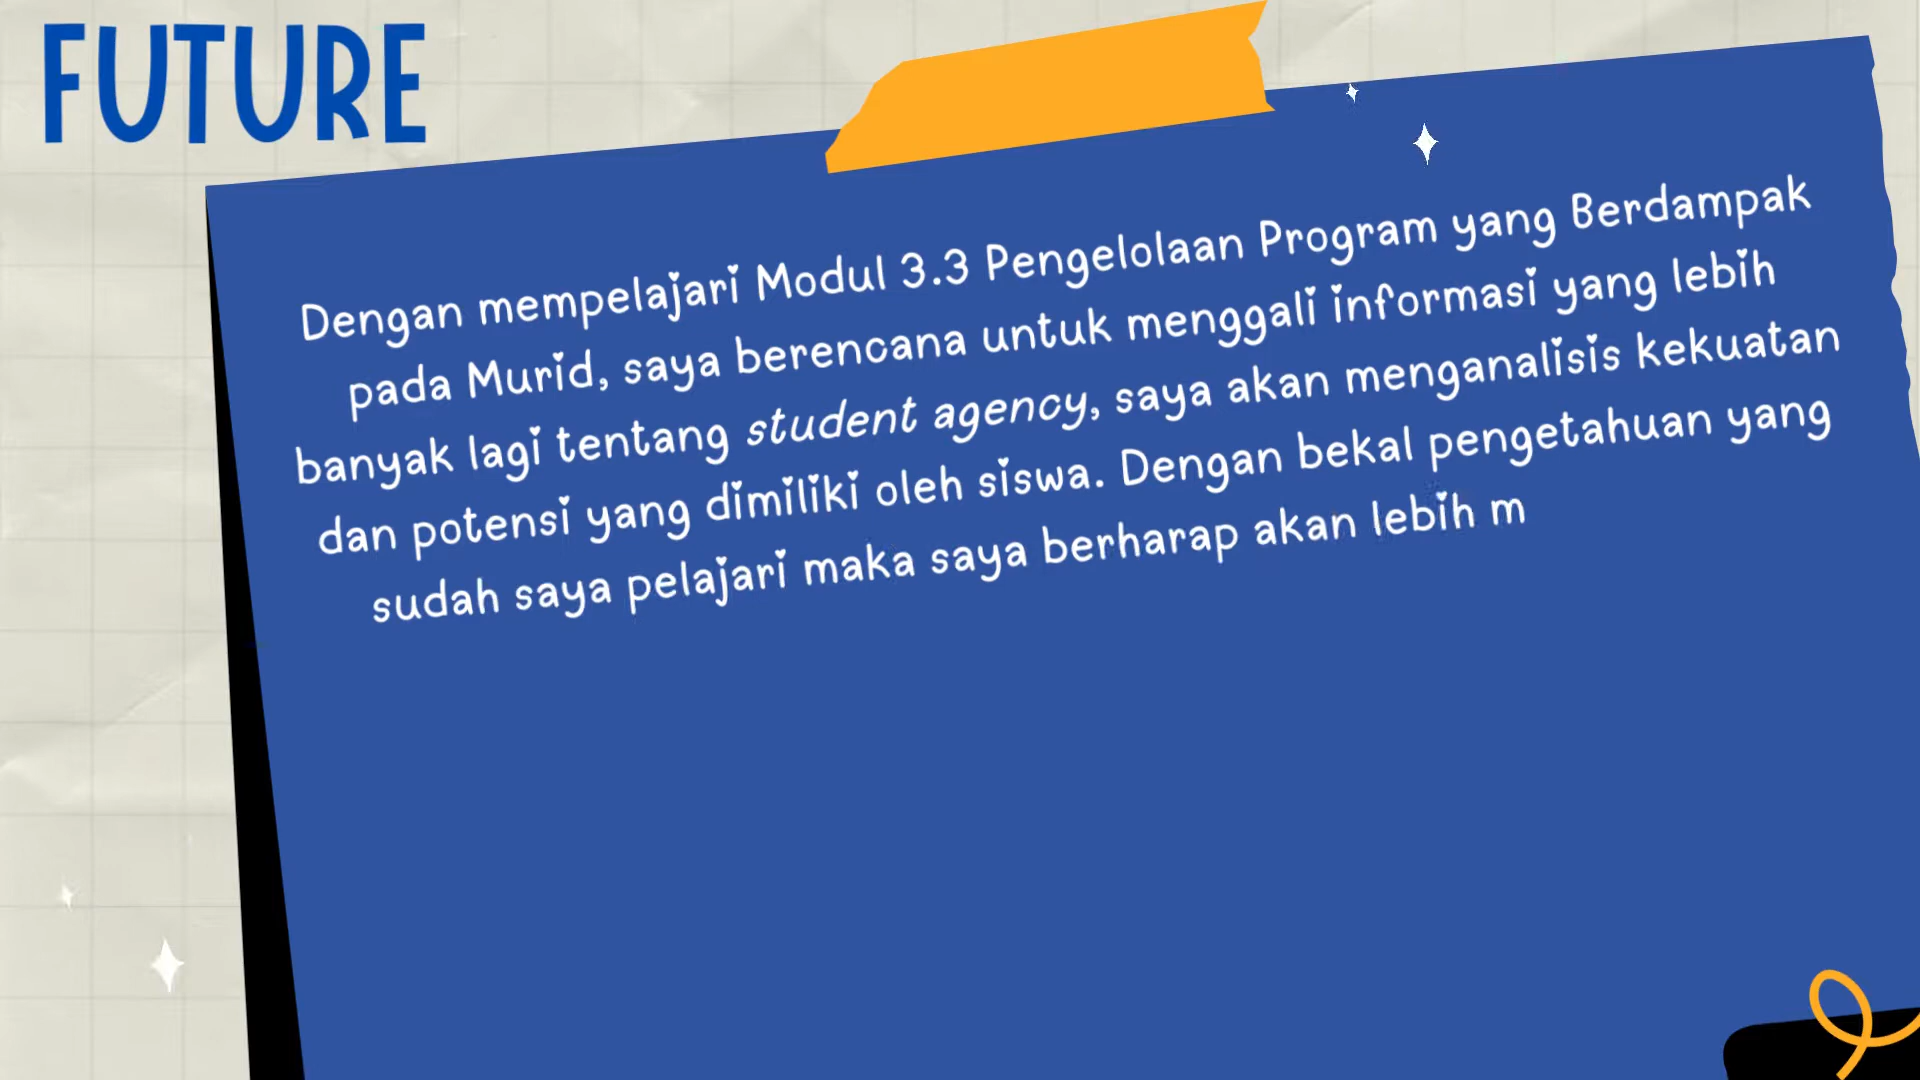 FUTURE
Dengan mempelajari Modul 3.3 Pengelolaan Program yang Berdampak
pada Murid, saya berencana untuk menggali informasi yang lebih
banyak lagi tentang student agency, saya akan menganalisis kekuatan
dan potensi yang dimiliki oleh siswa. Dengan bekal pengetahuan yang
sudah saya pelajari maka saya berharap akan lebih m